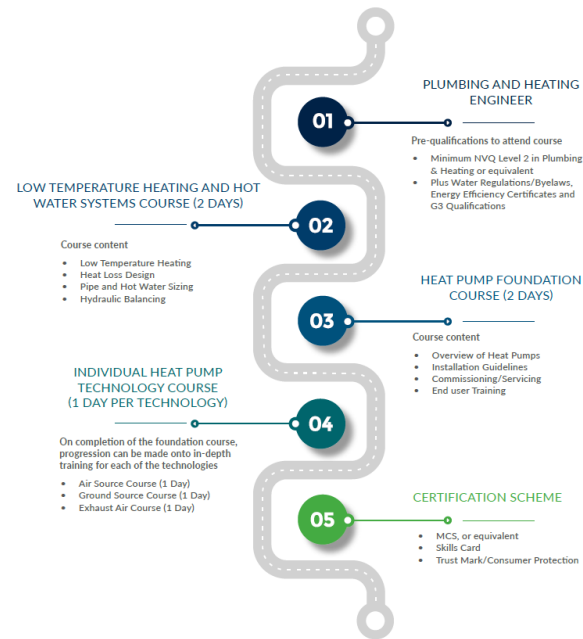 01
PLUMBING AND HEATING
ENGINEER
Pre-qualifications to attend course
• Minimum NVQ Level 2 in Plumbing
& Heating or equivalent
• Plus Water Regulations/Byelaws,
Energy Efficiency Certificates and
G3 Qualifications
LOW TEMPERATURE HEATING AND HOT
WATER SYSTEMS COURSE (2 DAYS)
02
Course content
• Low Temperature Heating
• Heat Loss Design
• Pipe and Hot Water Sizing
• Hydraulic Balancing
03
HEAT PUMP FOUNDATION
COURSE (2 DAYS)
Course content
• Overview of Heat Pumps
• Installation Guidelines
• Commissioning/Servicing
• End user Training
INDIVIDUAL HEAT PUMP
TECHNOLOGY COURSE
(1 DAY PER TECHNOLOGY)
04
On completion of the foundation course,
progression can be made onto in-depth
training for each of the technologies
• Air Source Course (1 Day)
• Ground Source Course (1 Day)
• Exhaust Air Course (1 Day)
05
CERTIFICATION SCHEME
• MCS, or equivalent
• Skills Card
• Trust Mark/Consumer Protection